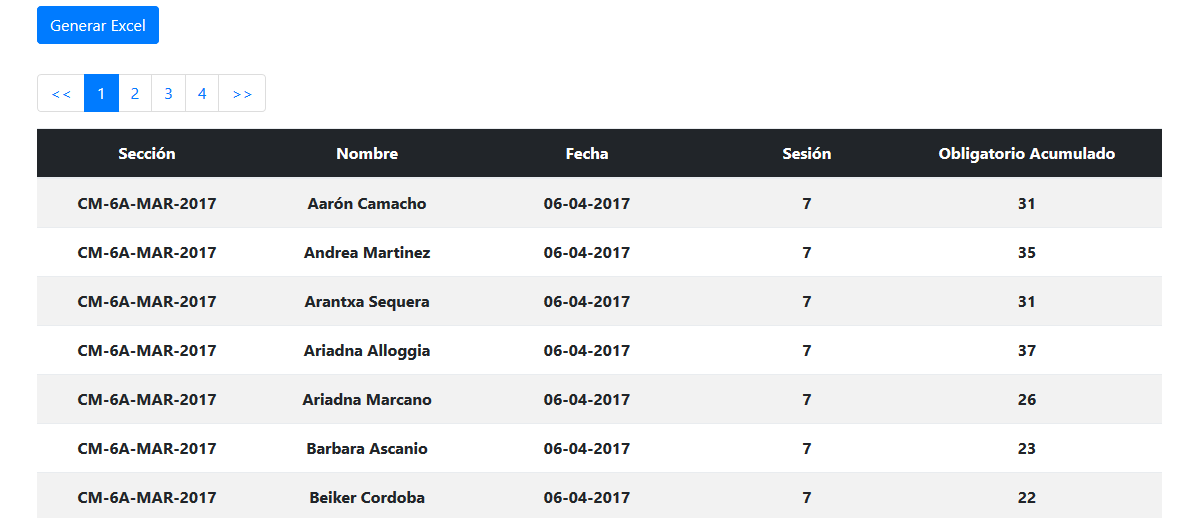 Generar Excel
<< 1 2 3 4 >>
Sección Nombre Fecha Sesión Obligatorio Acumulado
CM-6A-MAR-2017 Aarón Camacho 06-04-2017 7 31
CM-6A-MAR-2017 Andrea Martinez 06-04-2017 7 35
CM-6A-MAR-2017 Arantxa Sequera 06-04-2017 7 31
CM-6A-MAR-2017 Ariadna Alloggia 06-04-2017 7 37
CM-6A-MAR-2017 Ariadna Marcano 06-04-2017 7 26
CM-6A-MAR-2017 Barbara Ascanio 06-04-2017 7 23
CM-6A-MAR-2017 Beiker Cordoba 06-04-2017 7 22